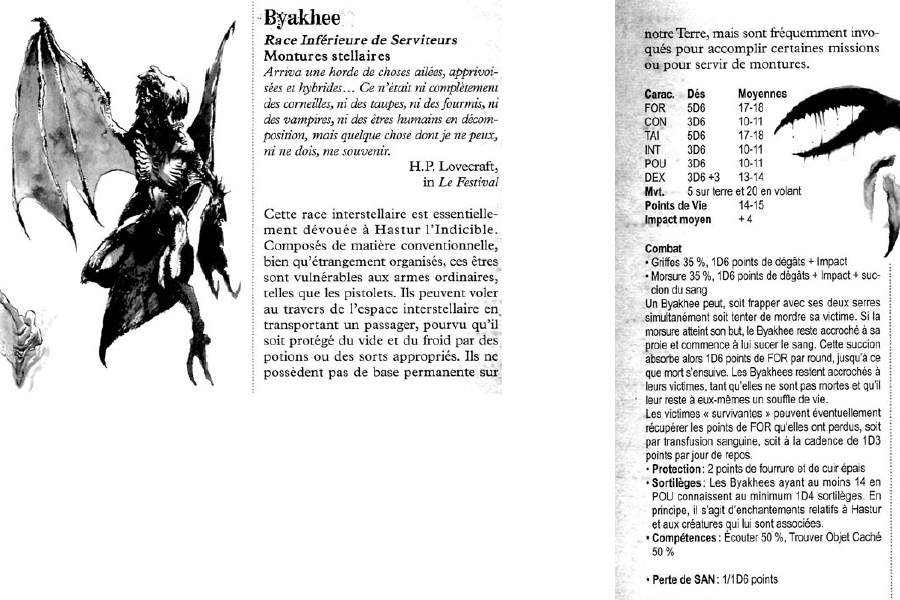 Byakhee
Race Inférieure de Serviteurs
Montures stellaires
Arriva une horde de choses ailées, apprivoi-
sées et hybrides… Ce n'était ni complètement
des corneilles, ni des taupes, ni des fourmis, ni
des vampires, ni des êtres humains en décom-
position, mais quelque chose dont je ne peux,
ni ne dois, me souvenir.
H.P. Lovecraft,
in Le Festival
Cette race interstellaire est essentielle-
ment dévouée à Hastur l'Indicible.
Composés de matière conventionnelle,
bien qu'étrangement organisés, ces êtres
sont vulnérables aux armes ordinaires,
telles que les pistolets. Ils peuvent voler
au travers de l'espace interstellaire en
transportant un passager, pourvu qu'il
soit protégé du vide et du froid par des
potions ou des sorts appropriés. Ils ne
possèdent pas de base permanente sur
notre Terre, mais sont fréquemment invo-
qués pour accomplir certaines missions
ou pour servir de montures.
Carac. Dés Moyennes
FOR 5D6 17-18
CON 3D6 10-11
TAI 5D6 17-18
INT 3D6 10-11
POU 3D6 10-11
DEX 3D6 +3 13-14
Mvt. 5 sur terre et 20 en volant
Points de Vie 14-15
Impact moyen + 4
Combat
• Griffes 35 %, 1D6 points de dégâts + Impact
• Morsure 35 %, 1D6 points de dégâts + Impact + suc-
cion du sang
Un Byakhee peut, soit frapper avec ses deux serres
simultanément soit tenter de mordre sa victime. Si la
morsure atteint son but, le Byakhee reste accroché à sa
proie et commence à lui sucer le sang. Cette succion
absorbe alors 1D6 points de FOR par round, jusqu'à ce
que mort s'ensuive. Les Byakhees restent accrochés à
leurs victimes, tant qu'elles ne sont pas mortes et qu'il
leur reste à eux-mêmes un souffle de vie.
Les victimes « survivantes » peuvent éventuellement
récupérer les points de FOR qu'elles ont perdus, soit
par transfusion sanguine, soit à la cadence de 1D3
points par jour de repos.
• Protection : 2 points de fourrure et de cuir épais
• Sortilèges : Les Byakhees ayant au moins 14 en
POU connaissent au minimum 1D4 sortilèges. En
principe, il s'agit d'enchantements relatifs à Hastur
et aux créatures qui lui sont associées.
• Compétences : Écouter 50 %, Trouver Objet Caché
50 %
• Perte de SAN : 1/1D6 points